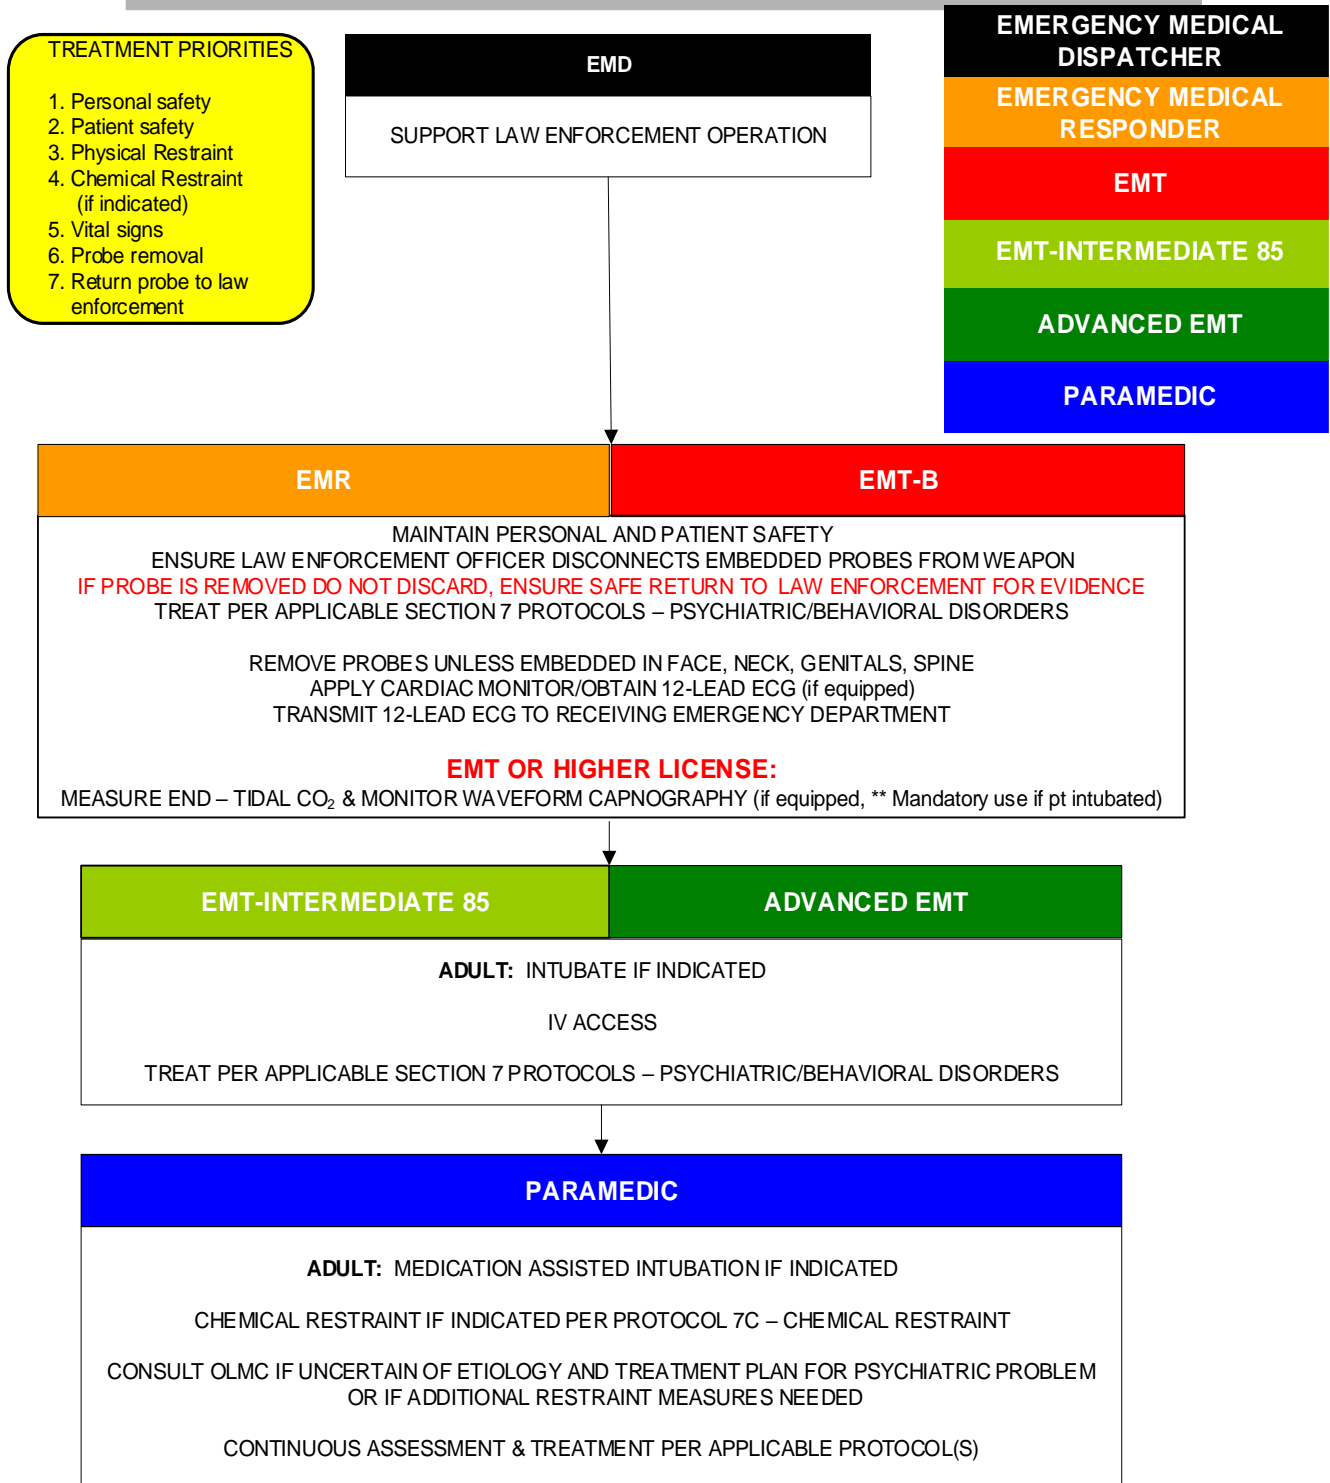 TREATMENT PRIORITIES
1. Personal safety
2. Patient safety
3. Physical Restraint
4. Chemical Restraint
(if indicated)
5. Vital signs
6. Probe removal
7. Return probe to law
enforcement
EMD
SUPPORT LAW ENFORCEMENT OPERATION
EMERGENCY MEDICAL
DISPATCHER
EMERGENCY MEDICAL
RESPONDER
EMT
EMT-INTERMEDIATE 85
ADVANCED EMT
PARAMEDIC
EMR
EMT-B
MAINTAIN PERSONAL AND PATIENT SAFETY
ENSURE LAW ENFORCEMENT OFFICER DISCONNECTS EMBEDDED PROBES FROM WEAPON
IF PROBE IS REMOVED DO NOT DISCARD, ENSURE SAFE RETURN TO LAW ENFORCEMENT FOR EVIDENCE
TREAT PER APPLICABLE SECTION 7 PROTOCOLS – PSYCHIATRIC/BEHAVIORAL DISORDERS
REMOVE PROBES UNLESS EMBEDDED IN FACE, NECK, GENITALS, SPINE
APPLY CARDIAC MONITOR/OBTAIN 12-LEAD ECG (if equipped)
TRANSMIT 12-LEAD ECG TO RECEIVING EMERGENCY DEPARTMENT
EMT OR HIGHER LICENSE:
MEASURE END – TIDAL CO₂ & MONITOR WAVEFORM CAPNOGRAPHY (if equipped, ** Mandatory use if pt intubated)
EMT-INTERMEDIATE 85
ADVANCED EMT
ADULT: INTUBATE IF INDICATED
IV ACCESS
TREAT PER APPLICABLE SECTION 7 PROTOCOLS – PSYCHIATRIC/BEHAVIORAL DISORDERS
PARAMEDIC
ADULT: MEDICATION ASSISTED INTUBATION IF INDICATED
CHEMICAL RESTRAINT IF INDICATED PER PROTOCOL 7C – CHEMICAL RESTRAINT
CONSULT OLMC IF UNCERTAIN OF ETIOLOGY AND TREATMENT PLAN FOR PSYCHIATRIC PROBLEM
OR IF ADDITIONAL RESTRAINT MEASURES NEEDED
CONTINUOUS ASSESSMENT & TREATMENT PER APPLICABLE PROTOCOL(S)